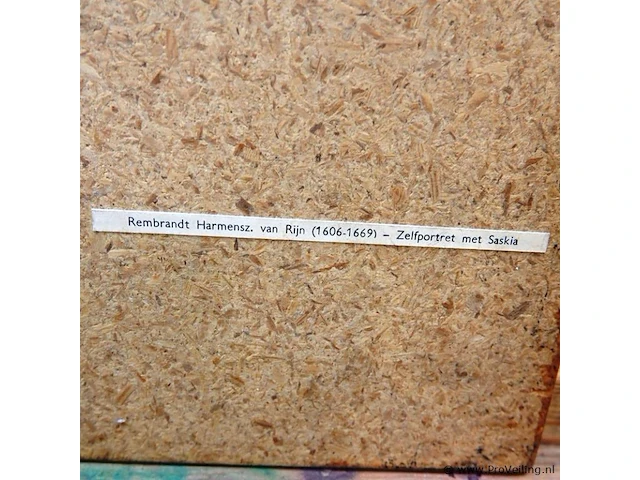 Rembrandt Harmensz. van Rijn (1606-1669) – Zelfportret met Saskia
www.ProVeiling.nl